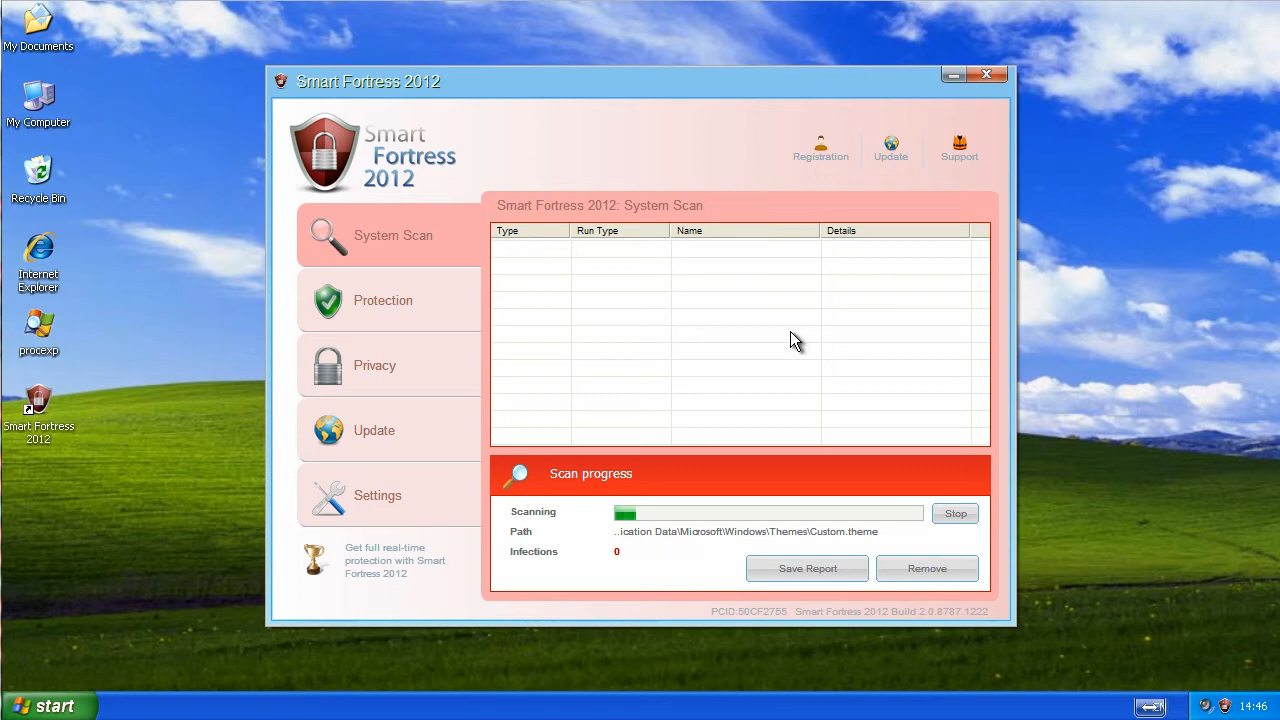 My Documents
My Computer
Recycle Bin
Internet
Explorer
procexp
Smart Fortress
2012
Smart Fortress 2012
Smart
Fortress
2012
Registration
Update
Support
System Scan
Protection
Privacy
Update
Settings
Get full real-time
protection with Smart
Fortress 2012
Smart Fortress 2012: System Scan
Type Run Type Name Details
Scan progress
Scanning
Stop
Path ..ication Data\Microsoft\Windows\Themes\Custom.theme
Infections 0
Save Report
Remove
PCID:50CF2755 Smart Fortress 2012 Build 2.0.8787.1222
start
14:46